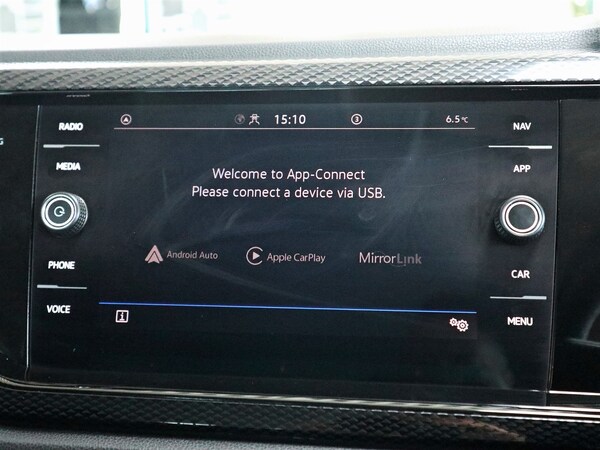 RADIO
MEDIA
PHONE
VOICE
15:10
3
6.5°C
Welcome to App-Connect
Please connect a device via USB.
Android Auto
Apple CarPlay
MirrorLink
i
NAV
APP
CAR
MENU